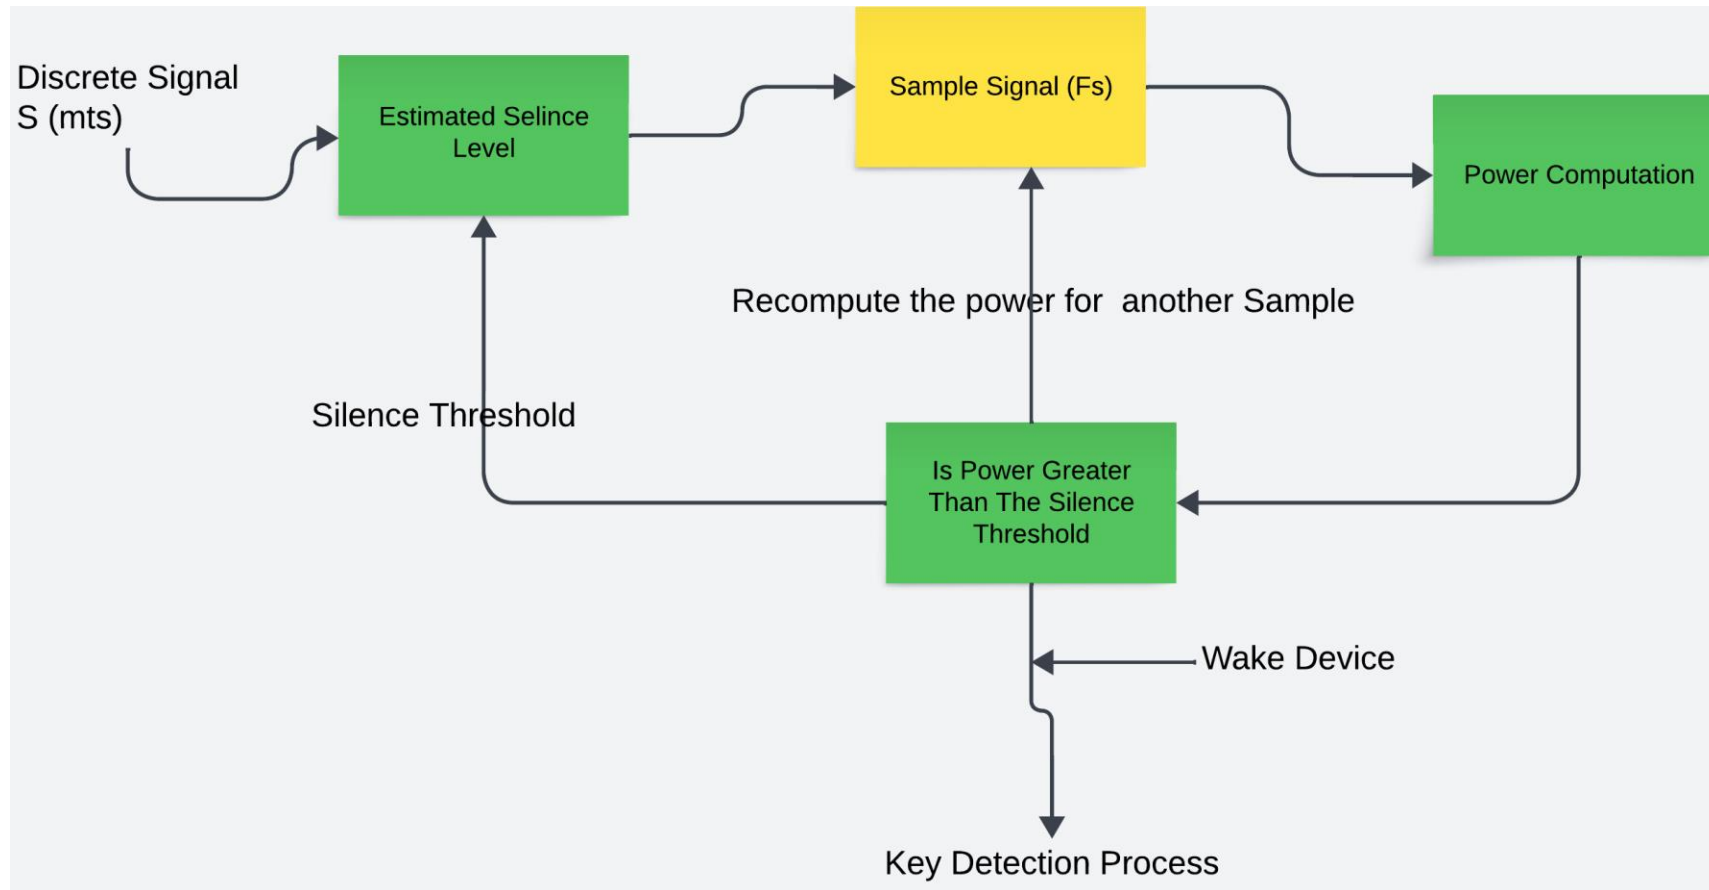 Discrete Signal
S (mts)
Estimated Selince
Level
Sample Signal (Fs)
Power Computation
Recompute the power for  another Sample
Silence Threshold
Is Power Greater
Than The Silence
Threshold
Wake Device
Key Detection Process